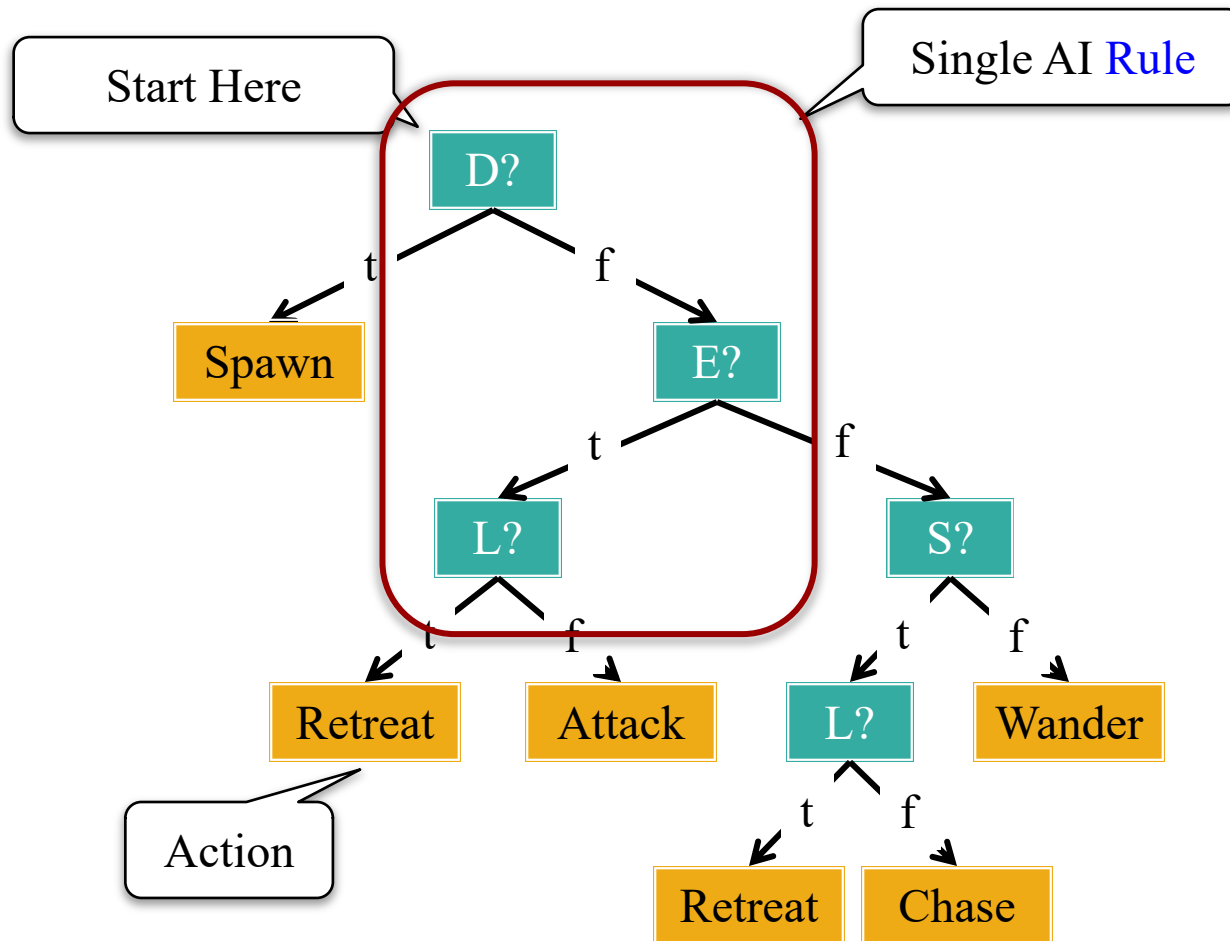 Start Here
Single AI Rule
D?
t
f
Spawn
E?
t
f
L?
S?
t
f
t
f
Retreat
Attack
L?
Wander
Action
t
f
Retreat
Chase